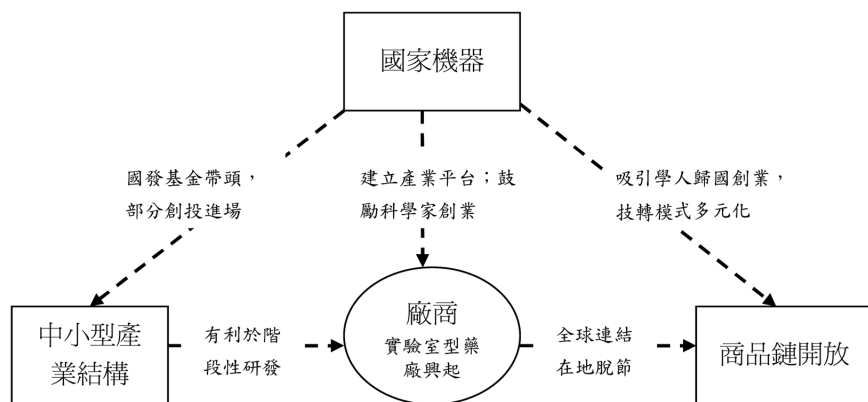 國家機器
國發基金帶頭，
部分創投進場
建立產業平台；鼓
勵科學家創業
吸引學人歸國創業，
技轉模式多元化
中小型產
業結構
有利於階
段性研發
廠商
實驗室型藥
廠興起
全球連結
在地脫節
商品鏈開放